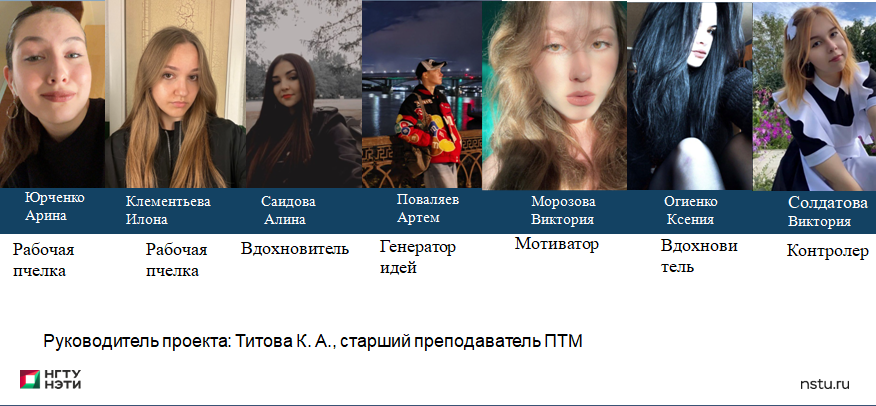 Юрченко
Арина
Клементьева
Илона
Саидова
Алина
Поваляев
Артем
Морозова
Виктория
Огиенко
Ксения
Солдатова
Виктория
Рабочая
пчелка
Рабочая
пчелка
Вдохновитель
Генератор
идей
Мотиватор
Вдохнови
тель
Контролер
Руководитель проекта: Титова К. А., старший преподаватель ПТМ
НГТУ
НЭТИ
nstu.ru